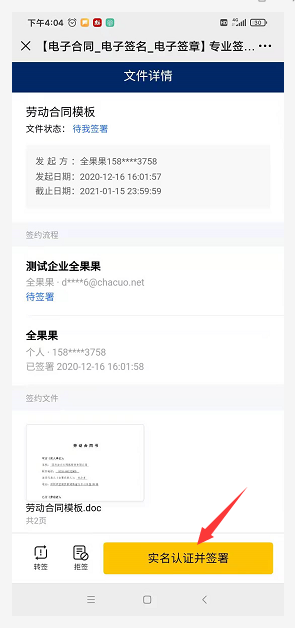 下午4:04
30
【电子合同_电子签名_电子签章】专业签…
文件详情
劳动合同模板
文件状态： 待我签署
发 起 方 ：全果果158****3758
发起日期：2020-12-16 16:01:57
截止日期：2021-01-15 23:59:59
签约流程
测试企业全果果
全果果 · d****6@chacuo.net
待签署
全果果
个人 · 158****3758
已签署 2020-12-16 16:01:58
签约文件
劳 动 合 同 书
劳动合同模板.doc
共2页
转签
拒签
实名认证并签署